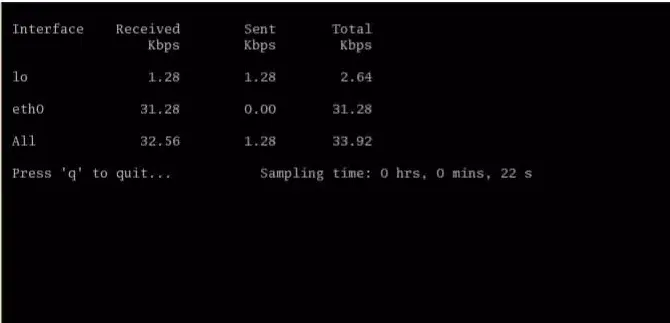 Interface Received Sent Total
Kbps Kbps Kbps
lo 1.28 1.28 2.64
eth0 31.28 0.00 31.28
All 32.56 1.28 33.92
Press 'q' to quit... Sampling time: 0 hrs, 0 mins, 22 s